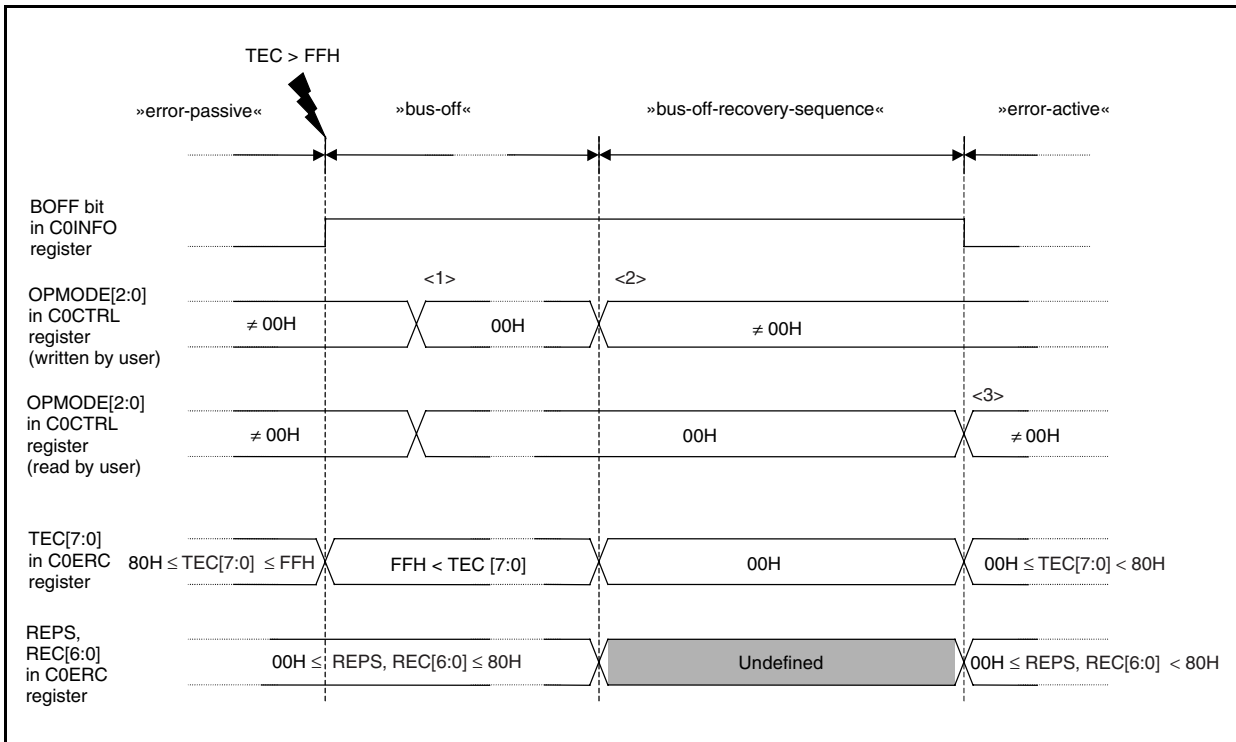 TEC > FFH
»error-passive«
»bus-off«
»bus-off-recovery-sequence«
»error-active«
BOFF bit
in C0INFO
register
<1>
<2>
OPMODE[2:0]
in C0CTRL
register
(written by user)
≠ 00H
00H
≠ 00H
<3>
OPMODE[2:0]
in C0CTRL
register
(read by user)
≠ 00H
00H
≠ 00H
TEC[7:0]
in C0ERC
register
80H ≤ TEC[7:0] ≤ FFH
FFH < TEC [7:0]
00H
00H ≤ TEC[7:0] < 80H
REPS,
REC[6:0]
in C0ERC
register
00H ≤ REPS, REC[6:0] ≤ 80H
Undefined
00H ≤ REPS, REC[6:0] < 80H